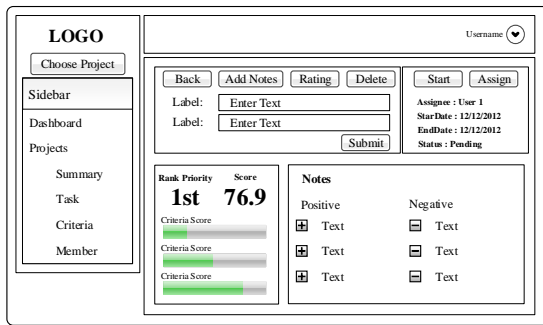 LOGO
Choose Project
Sidebar
Dashboard
Projects
Summary
Task
Criteria
Member
Username
Back Add Notes Rating Delete
Label: Enter Text
Label: Enter Text
Submit
Start Assign
Assignee : User 1
StarDate : 12/12/2012
EndDate : 12/12/2012
Status : Pending
Rank Priority Score
1st 76.9
Criteria Score
Criteria Score
Criteria Score
Notes
Positive Negative
Text Text
Text Text
Text Text